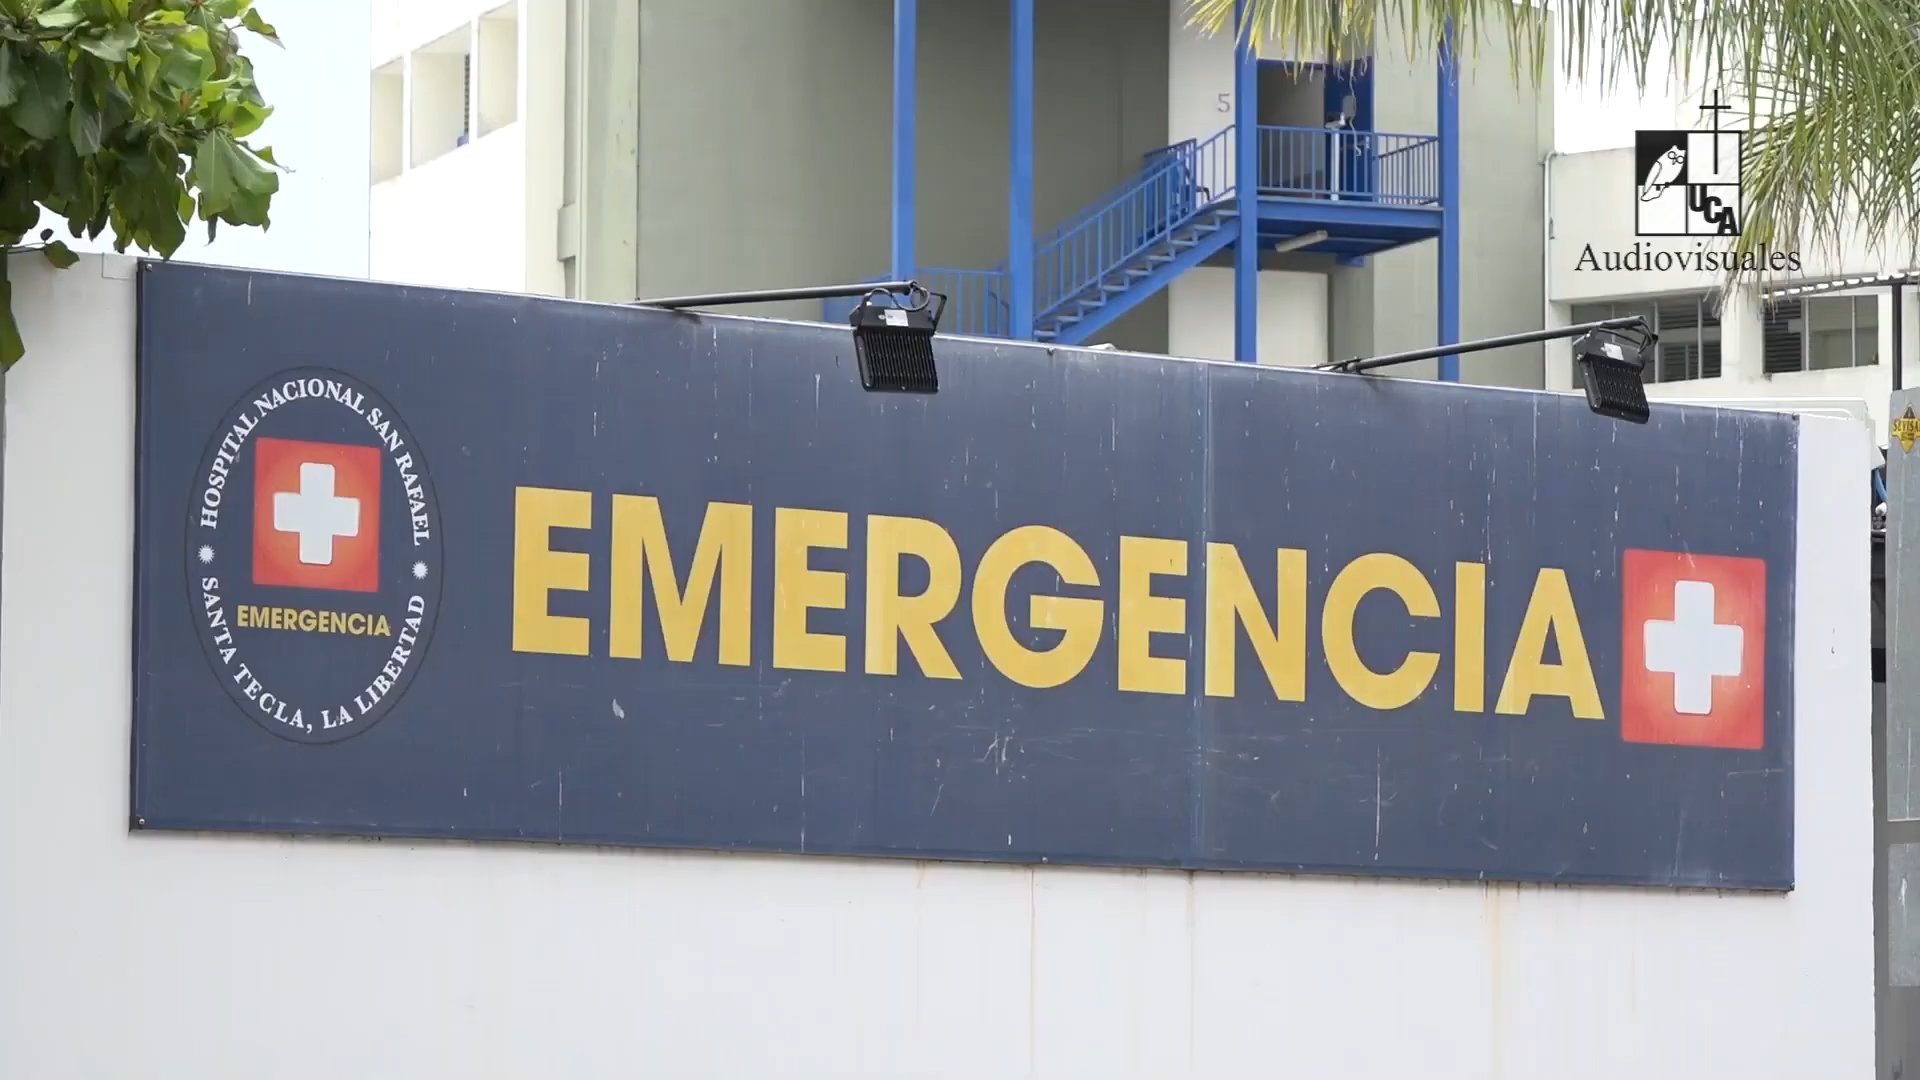 5
UCA
Audiovisuales
HOSPITAL NACIONAL SAN RAFAEL
EMERGENCIA
SANTA TECLA, LA LIBERTAD
EMERGENCIA